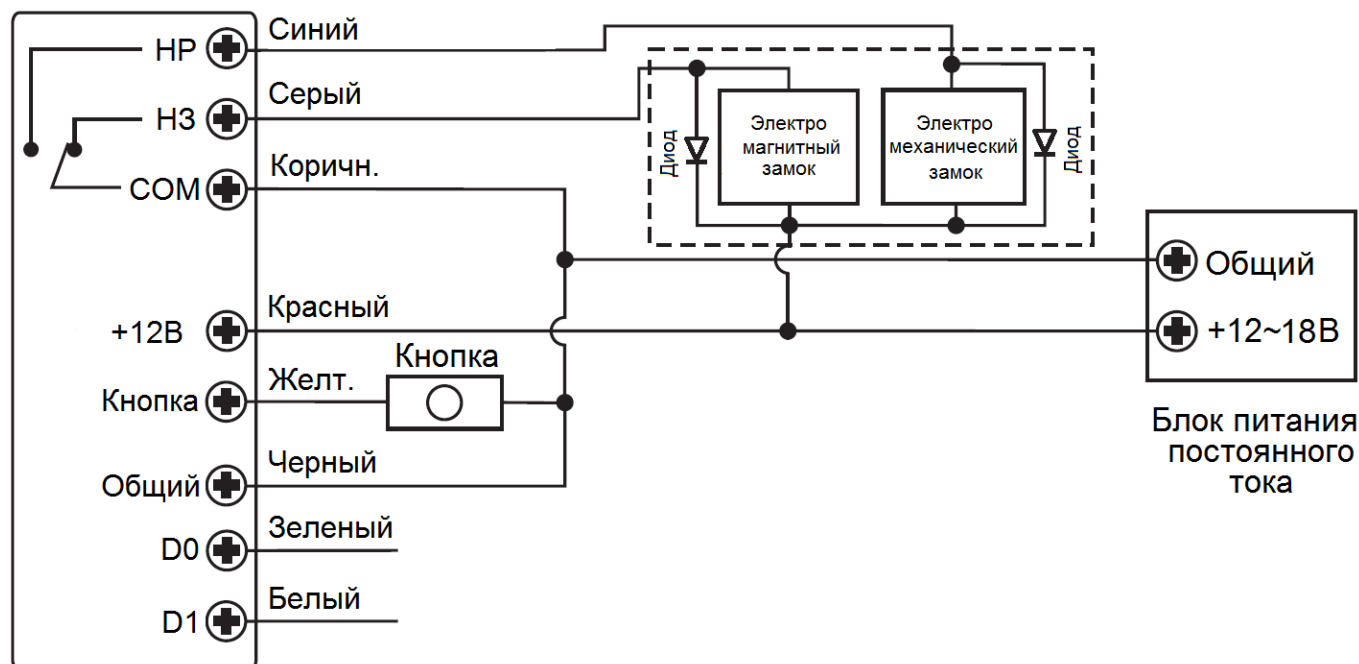 НР
Синий
НЗ
Серый
COM
Коричн.
+12В
Красный
Кнопка
Желт.
Кнопка
Общий
Черный
D0
Зеленый
D1
Белый
Диод
Электро
магнитный
замок
Электро
механический
замок
Диод
Общий
+12~18В
Блок питания
постоянного
тока